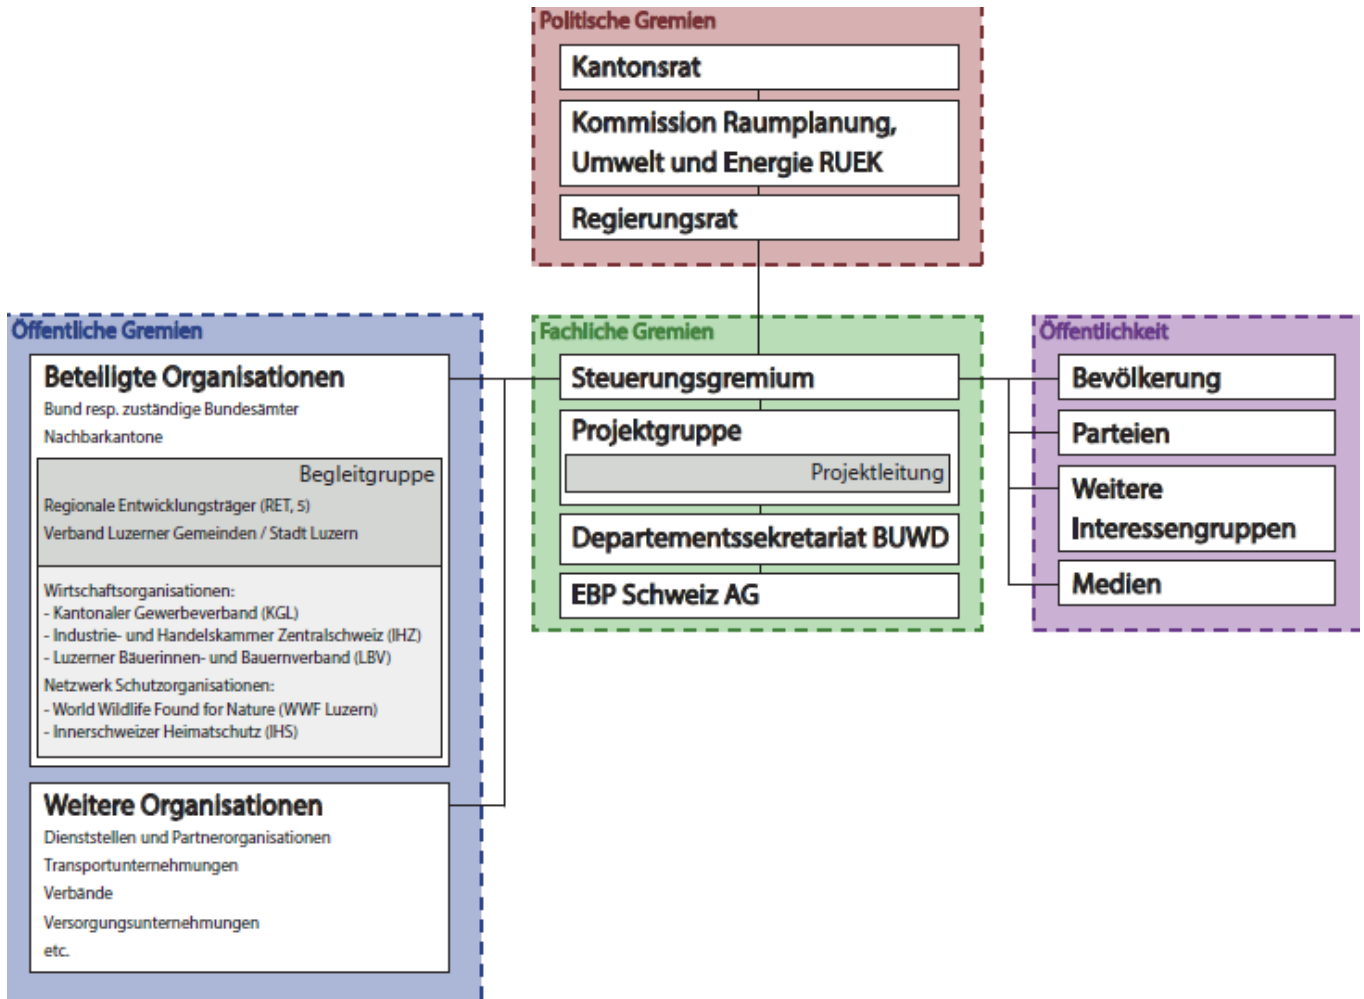 Politische Gremien
Kantonsrat
Kommission Raumplanung,
Umwelt und Energie RUEK
Regierungsrat
Öffentliche Gremien
Beteiligte Organisationen
Bund resp. zuständige Bundesämter
Nachbarkantone
Begleitgruppe
Regionale Entwicklungsträger (RET, 5)
Verband Luzerner Gemeinden / Stadt Luzern
Wirtschaftsorganisationen:
- Kantonaler Gewerbeverband (KGL)
- Industrie- und Handelskammer Zentralschweiz (IHZ)
- Luzerner Bäuerinnen- und Bauernverband (LBV)
Netzwerk Schutzorganisationen:
- World Wildlife Found for Nature (WWF Luzern)
- Innerschweizer Heimatschutz (IHS)
Weitere Organisationen
Dienststellen und Partnerorganisationen
Transportunternehmungen
Verbände
Versorgungsunternehmungen
etc.
Fachliche Gremien
Steuerungsgremium
Projektgruppe
Projektleitung
Departementssekretariat BUWD
EBP Schweiz AG
Öffentlichkeit
Bevölkerung
Parteien
Weitere
Interessengruppen
Medien